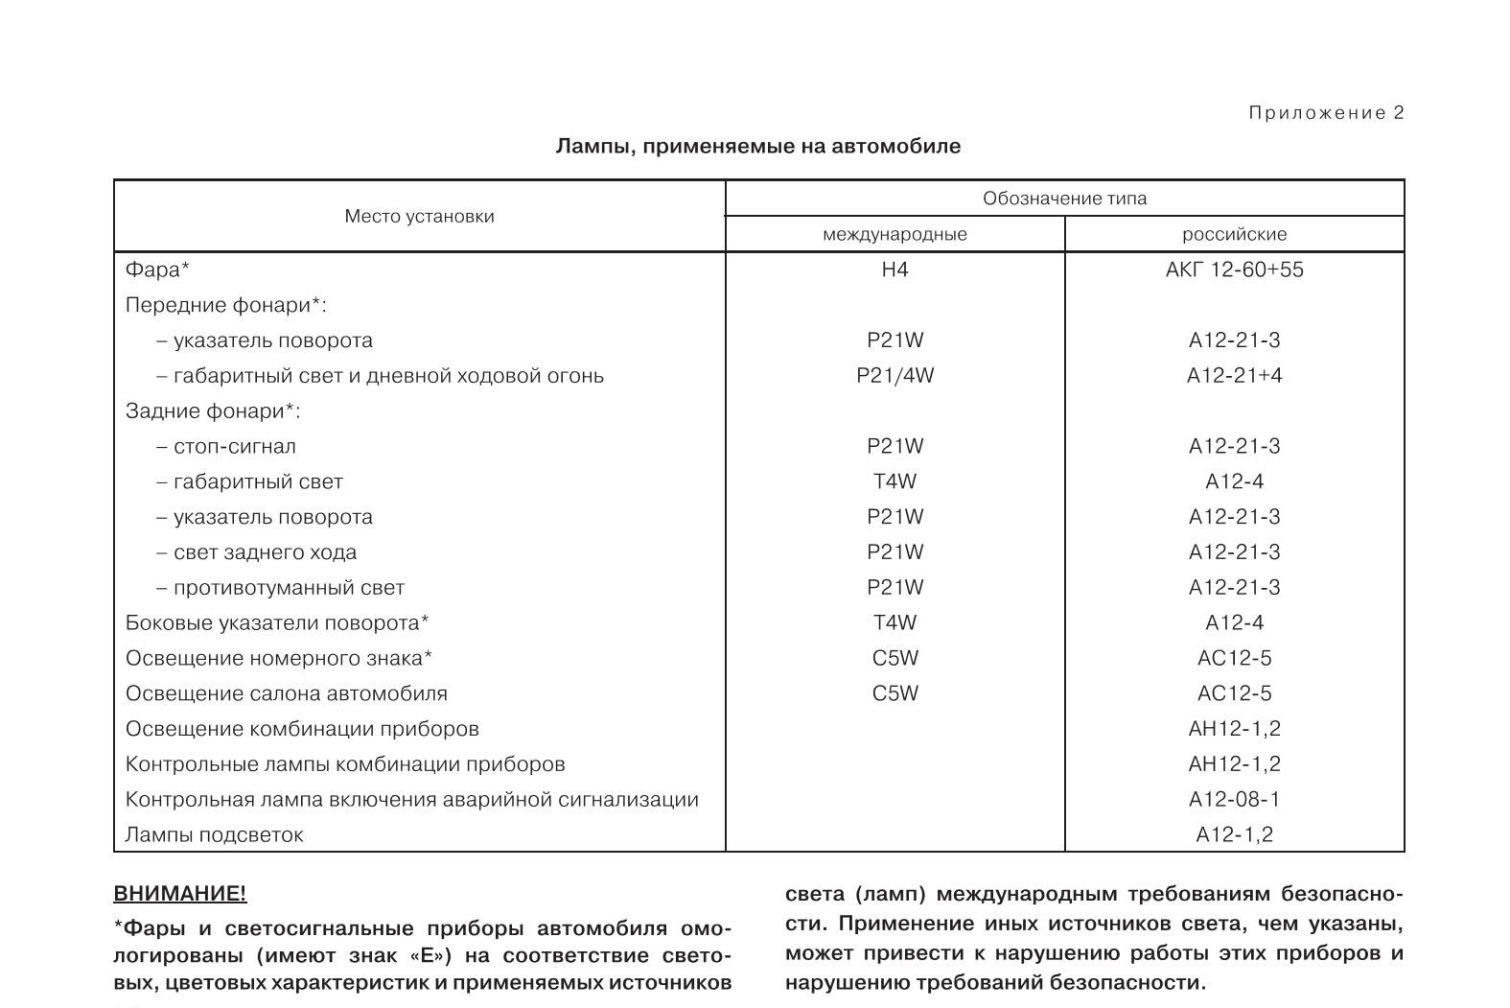 Приложение 2
Лампы, применяемые на автомобиле
Место установки
Обозначение типа
международные российские
Фара* H4 АКГ 12-60+55
Передние фонари*:
– указатель поворота P21W А12-21-3
– габаритный свет и дневной ходовой огонь P21/4W А12-21+4
Задние фонари*:
– стоп-сигнал P21W А12-21-3
– габаритный свет T4W А12-4
– указатель поворота P21W А12-21-3
– свет заднего хода P21W А12-21-3
– противотуманный свет P21W А12-21-3
Боковые указатели поворота* T4W А12-4
Освещение номерного знака* C5W АС12-5
Освещение салона автомобиля C5W АС12-5
Освещение комбинации приборов АН12-1,2
Контрольные лампы комбинации приборов АН12-1,2
Контрольная лампа включения аварийной сигнализации А12-08-1
Лампы подсветок А12-1,2
ВНИМАНИЕ!
*Фары и светосигнальные приборы автомобиля омо-
логированы (имеют знак «Е») на соответствие свето-
вых, цветовых характеристик и применяемых источников
света (ламп) международным требованиям безопасно-
сти. Применение иных источников света, чем указаны,
может привести к нарушению работы этих приборов и
нарушению требований безопасности.